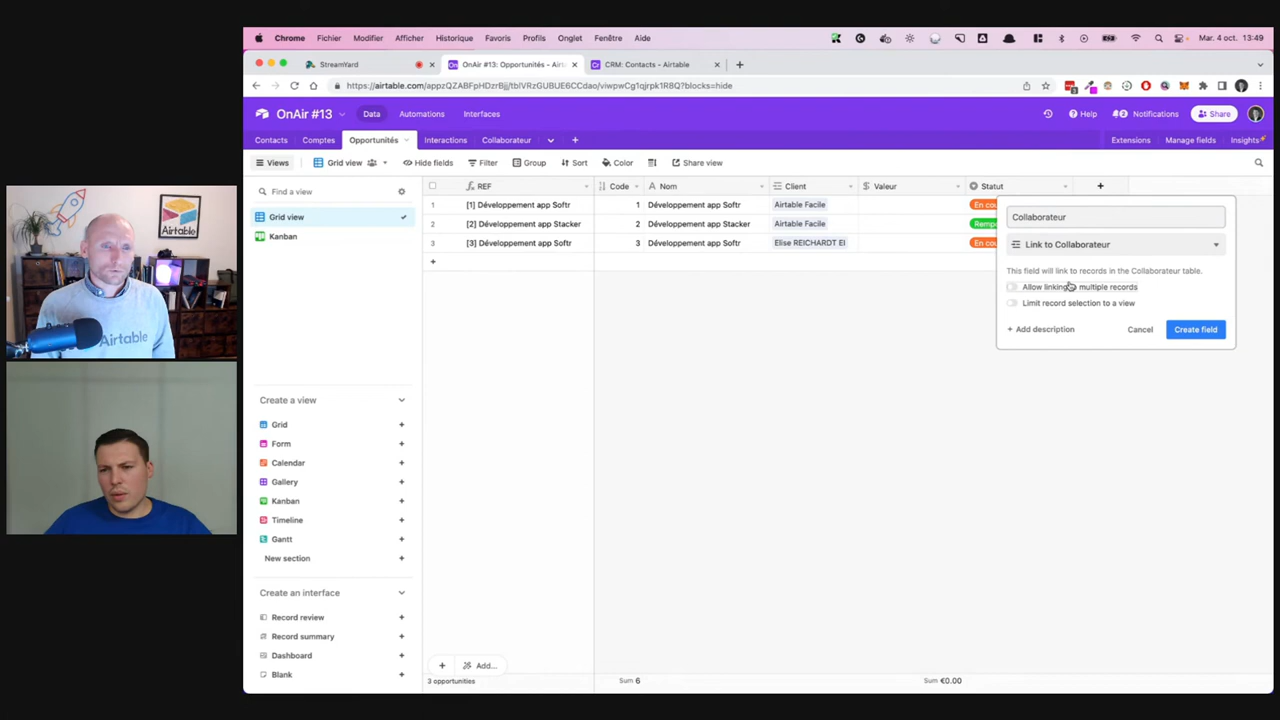 Chrome Fichier Modifier Afficher Historique Favoris Profils Onglet Fenêtre Aide Mar. 4 oct. 13:49
StreamYard
OnAir #13: Opportunités - Airt
CRM: Contacts - Airtable
https://airtable.com/appzQZABFpHDzrBjj/tblVRzGUBUE6CCdao/viwpwCg1qjrpk1R8Q?blocks=hide
OnAir #13 Data Automations Interfaces Help Notifications Share
Contacts Comptes Opportunités Interactions Collaborateur Extensions Manage fields Insights
Views Grid view Hide fields Filter Group Sort Color Share view
Find a view
Grid view
Kanban
REF Code Nom Client Valeur Statut
1 [1] Développement app Softr 1 Développement app Softr Airtable Facile En cou
2 [2] Développement app Stacker 2 Développement app Stacker Airtable Facile Remp
3 [3] Développement app Softr 3 Développement app Softr Elise REICHARDT EI En cou
Collaborateur
Link to Collaborateur
This field will link to records in the Collaborateur table.
Allow linking multiple records
Limit record selection to a view
+ Add description Cancel Create field
Create a view
Grid
Form
Calendar
Gallery
Kanban
Timeline
Gantt
New section
Create an interface
Record review
Record summary
Dashboard
Blank
Add...
3 opportunités Sum 6 Sum €0.00
Airtable
Airtable